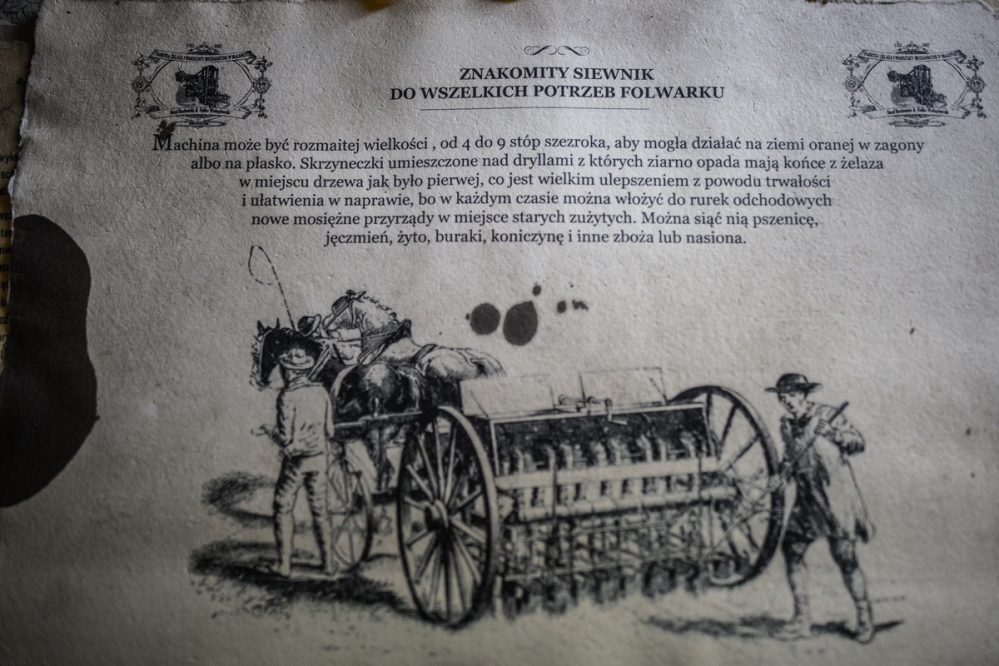 ZNAKOMITY SIEWNIK
DO WSZELKICH POTRZEB FOLWARKU
Machina może być rozmaitej wielkości , od 4 do 9 stóp szezroka, aby mogła działać na ziemi oranej w zagony
albo na płasko. Skrzyneczki umieszczone nad dryllami z których ziarno opada mają końce z żelaza
w miejscu drzewa jak było pierwej, co jest wielkim ulepszeniem z powodu trwałości
i ułatwienia w naprawie, bo w każdym czasie można włożyć do rurek odchodowych
nowe mosiężne przyrządy w miejsce starych zużytych. Można siąć nią pszenicę,
jęczmień, żyto, buraki, koniczynę i inne zboża lub nasiona.